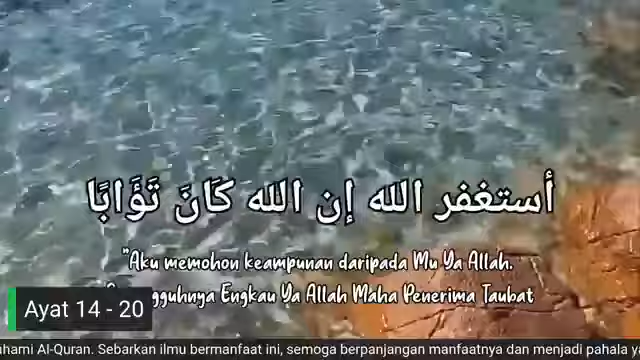 أستغفر الله إن الله كَانَ تَوَّابًا
"Aku memohon keampunan daripada Mu Ya Allah.
Engkau Ya Allah Maha Penerima Taubat
Ayat 14 - 20
Al-Quran. Sebarkan ilmu bermanfaat ini, semoga berpanjangan manfaatnya dan menjadi pahala